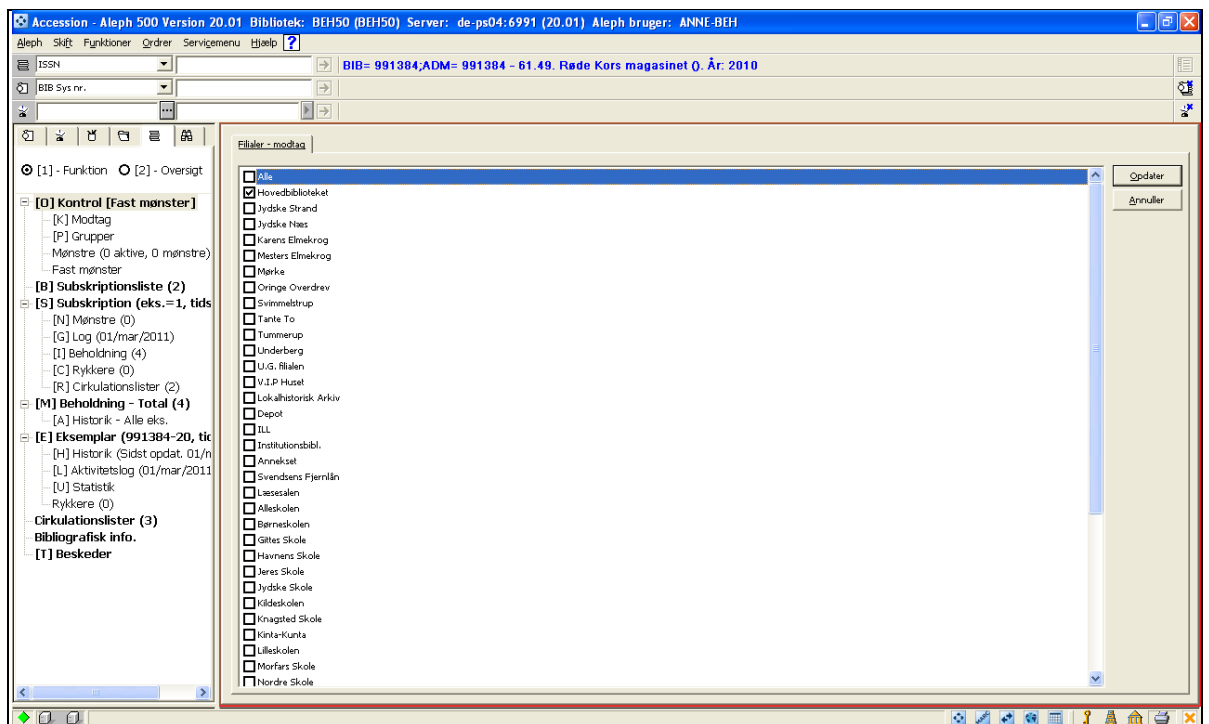 Accession - Aleph 500 Version 20.01 Bibliotek: BEH50 (BEH50) Server: de-ps04:6991 (20.01) Aleph bruger: ANNE-BEH
Aleph Skift Funktioner Ordrer Servicemenu Hjælp ?
ISSN
BIB= 991384;ADM= 991384 - 61.49. Røde Kors magasinet (). År: 2010
BIB Sys nr.
...
[1] - Funktion [2] - Oversigt
[O] Kontrol [Fast mønster]
[K] Modtag
[P] Grupper
Mønstre (0 aktive, 0 mønstre)
Fast mønster
[B] Subskriptionsliste (2)
[S] Subskription (eks.=1, tids
[N] Mønstre (0)
[G] Log (01/mar/2011)
[I] Beholdning (4)
[C] Rykkere (0)
[R] Cirkulationslister (2)
[M] Beholdning - Total (4)
[A] Historik - Alle eks.
[E] Eksemplar (991384-20, tid
[H] Historik (Sidst opdat. 01/m
[L] Aktivitetslog (01/mar/2011
[U] Statistik
Rykkere (0)
Cirkulationslister (3)
Bibliografisk info.
[T] Beskeder
Filialer - modtag
Alle
Hovedbiblioteket
Jydske Strand
Jydske Næs
Karens Elmekrog
Mesters Elmekrog
Mørke
Oringe Overdrev
Svimmelstrup
Tante To
Tummerup
Underberg
U.G. filialen
V.I.P Huset
Lokalhistorisk Arkiv
Depot
ILL
Institutionsbibl.
Annekset
Svendsens Fjernlån
Læsesalen
Alleskolen
Børneskolen
Gittes Skole
Havnens Skole
Jeres Skole
Jydske Skole
Kildeskolen
Knagsted Skole
Kinta-Kunta
Lilleskolen
Morfars Skole
Nordre Skole
Opdater
Annuller